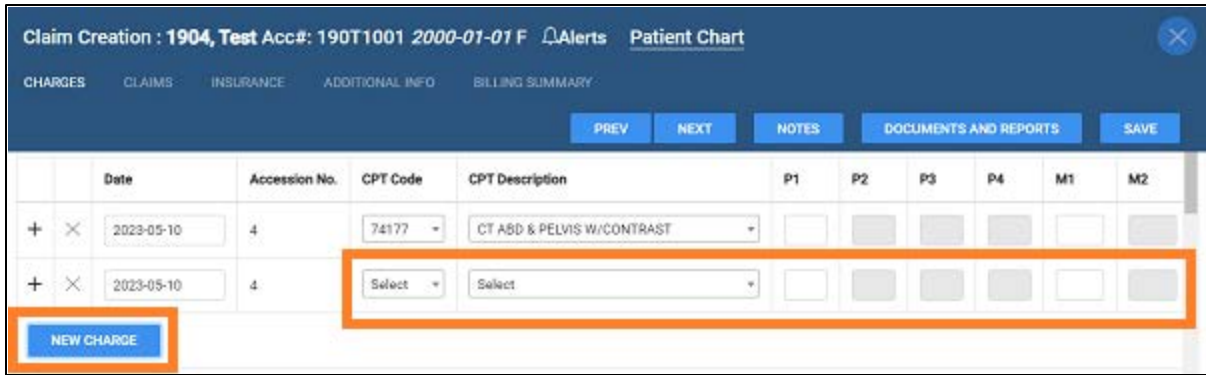 Claim Creation : 1904, Test Acc#: 190T1001 2000-01-01 F Alerts Patient Chart
CHARGES CLAIMS INSURANCE ADDITIONAL INFO BILLING SUMMARY
PREV NEXT NOTES DOCUMENTS AND REPORTS SAVE
Date Accession No. CPT Code CPT Description P1 P2 P3 P4 M1 M2
2023-05-10 4 74177 CT ABD & PELVIS W/CONTRAST
2023-05-10 4 Select Select
NEW CHARGE